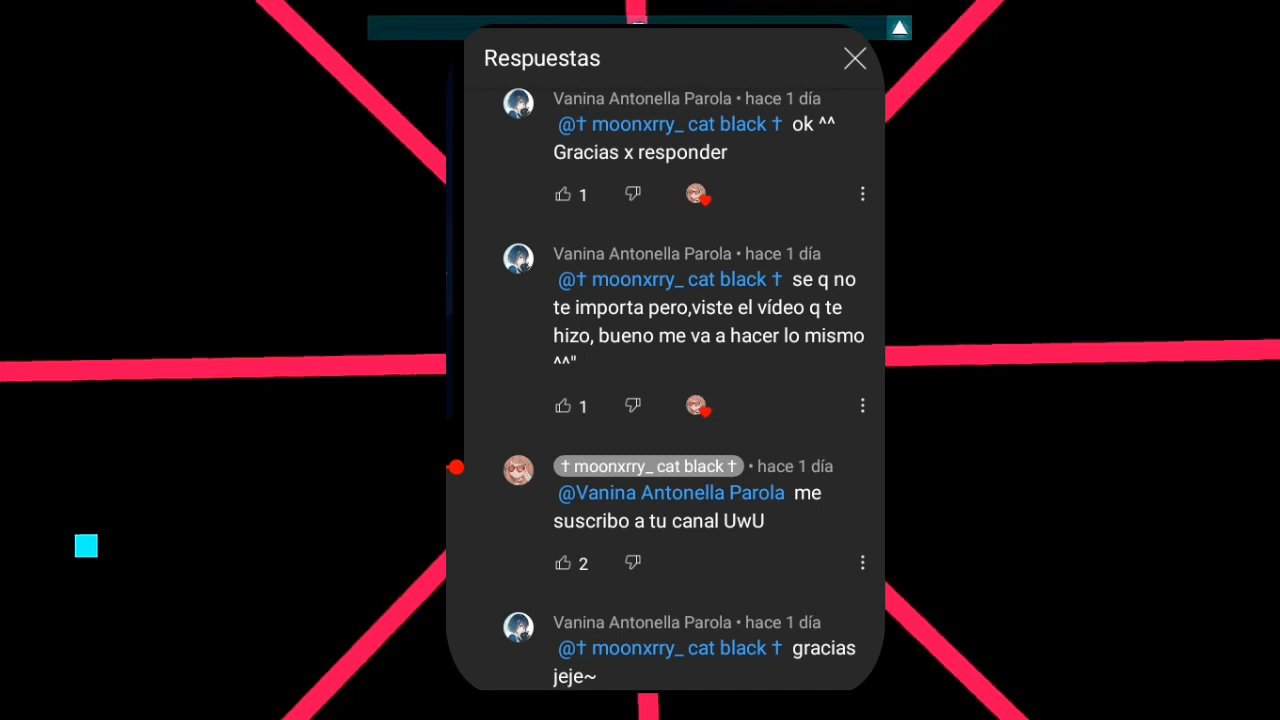 Respuestas
Vanina Antonella Parola • hace 1 día
@† moonxrry_ cat black † ok ^^
Gracias x responder
1
Vanina Antonella Parola • hace 1 día
@† moonxrry_ cat black † se q no
te importa pero,viste el vídeo q te
hizo, bueno me va a hacer lo mismo
^^"
1
† moonxrry_ cat black † • hace 1 día
@Vanina Antonella Parola me
suscribo a tu canal UwU
2
Vanina Antonella Parola • hace 1 día
@† moonxrry_ cat black † gracias
jeje~